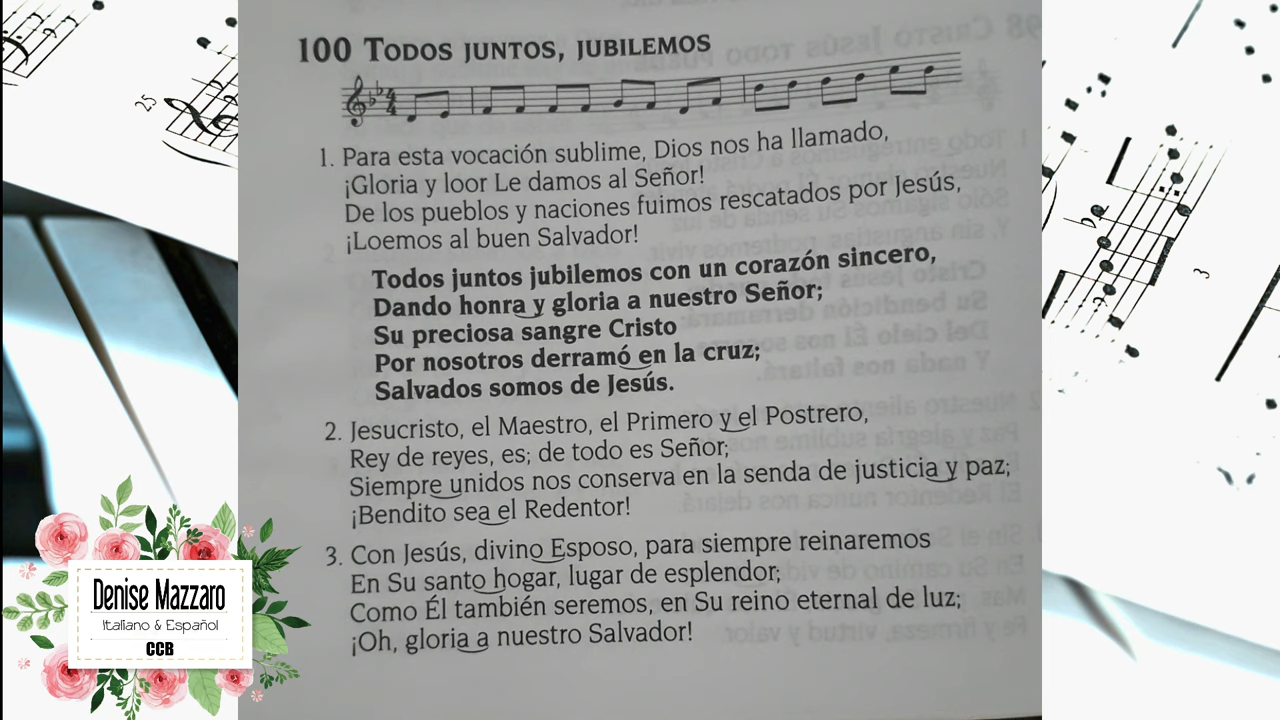 100 TODOS JUNTOS, JUBILEMOS
1. Para esta vocación sublime, Dios nos ha llamado,
¡Gloria y loor Le damos al Señor!
De los pueblos y naciones fuimos rescatados por Jesús,
¡Loemos al buen Salvador!
Todos juntos jubilemos con un corazón sincero,
Dando honra y gloria a nuestro Señor;
Su preciosa sangre Cristo
Por nosotros derramó en la cruz;
Salvados somos de Jesús.
2. Jesucristo, el Maestro, el Primero y el Postrero,
Rey de reyes, es; de todo es Señor;
Siempre unidos nos conserva en la senda de justicia y paz;
¡Bendito sea el Redentor!
3. Con Jesús, divino Esposo, para siempre reinaremos
En Su santo hogar, lugar de esplendor;
Como Él también seremos, en Su reino eternal de luz;
¡Oh, gloria a nuestro Salvador!
Denise Mazzaro
Italiano & Español
CCB
25
3